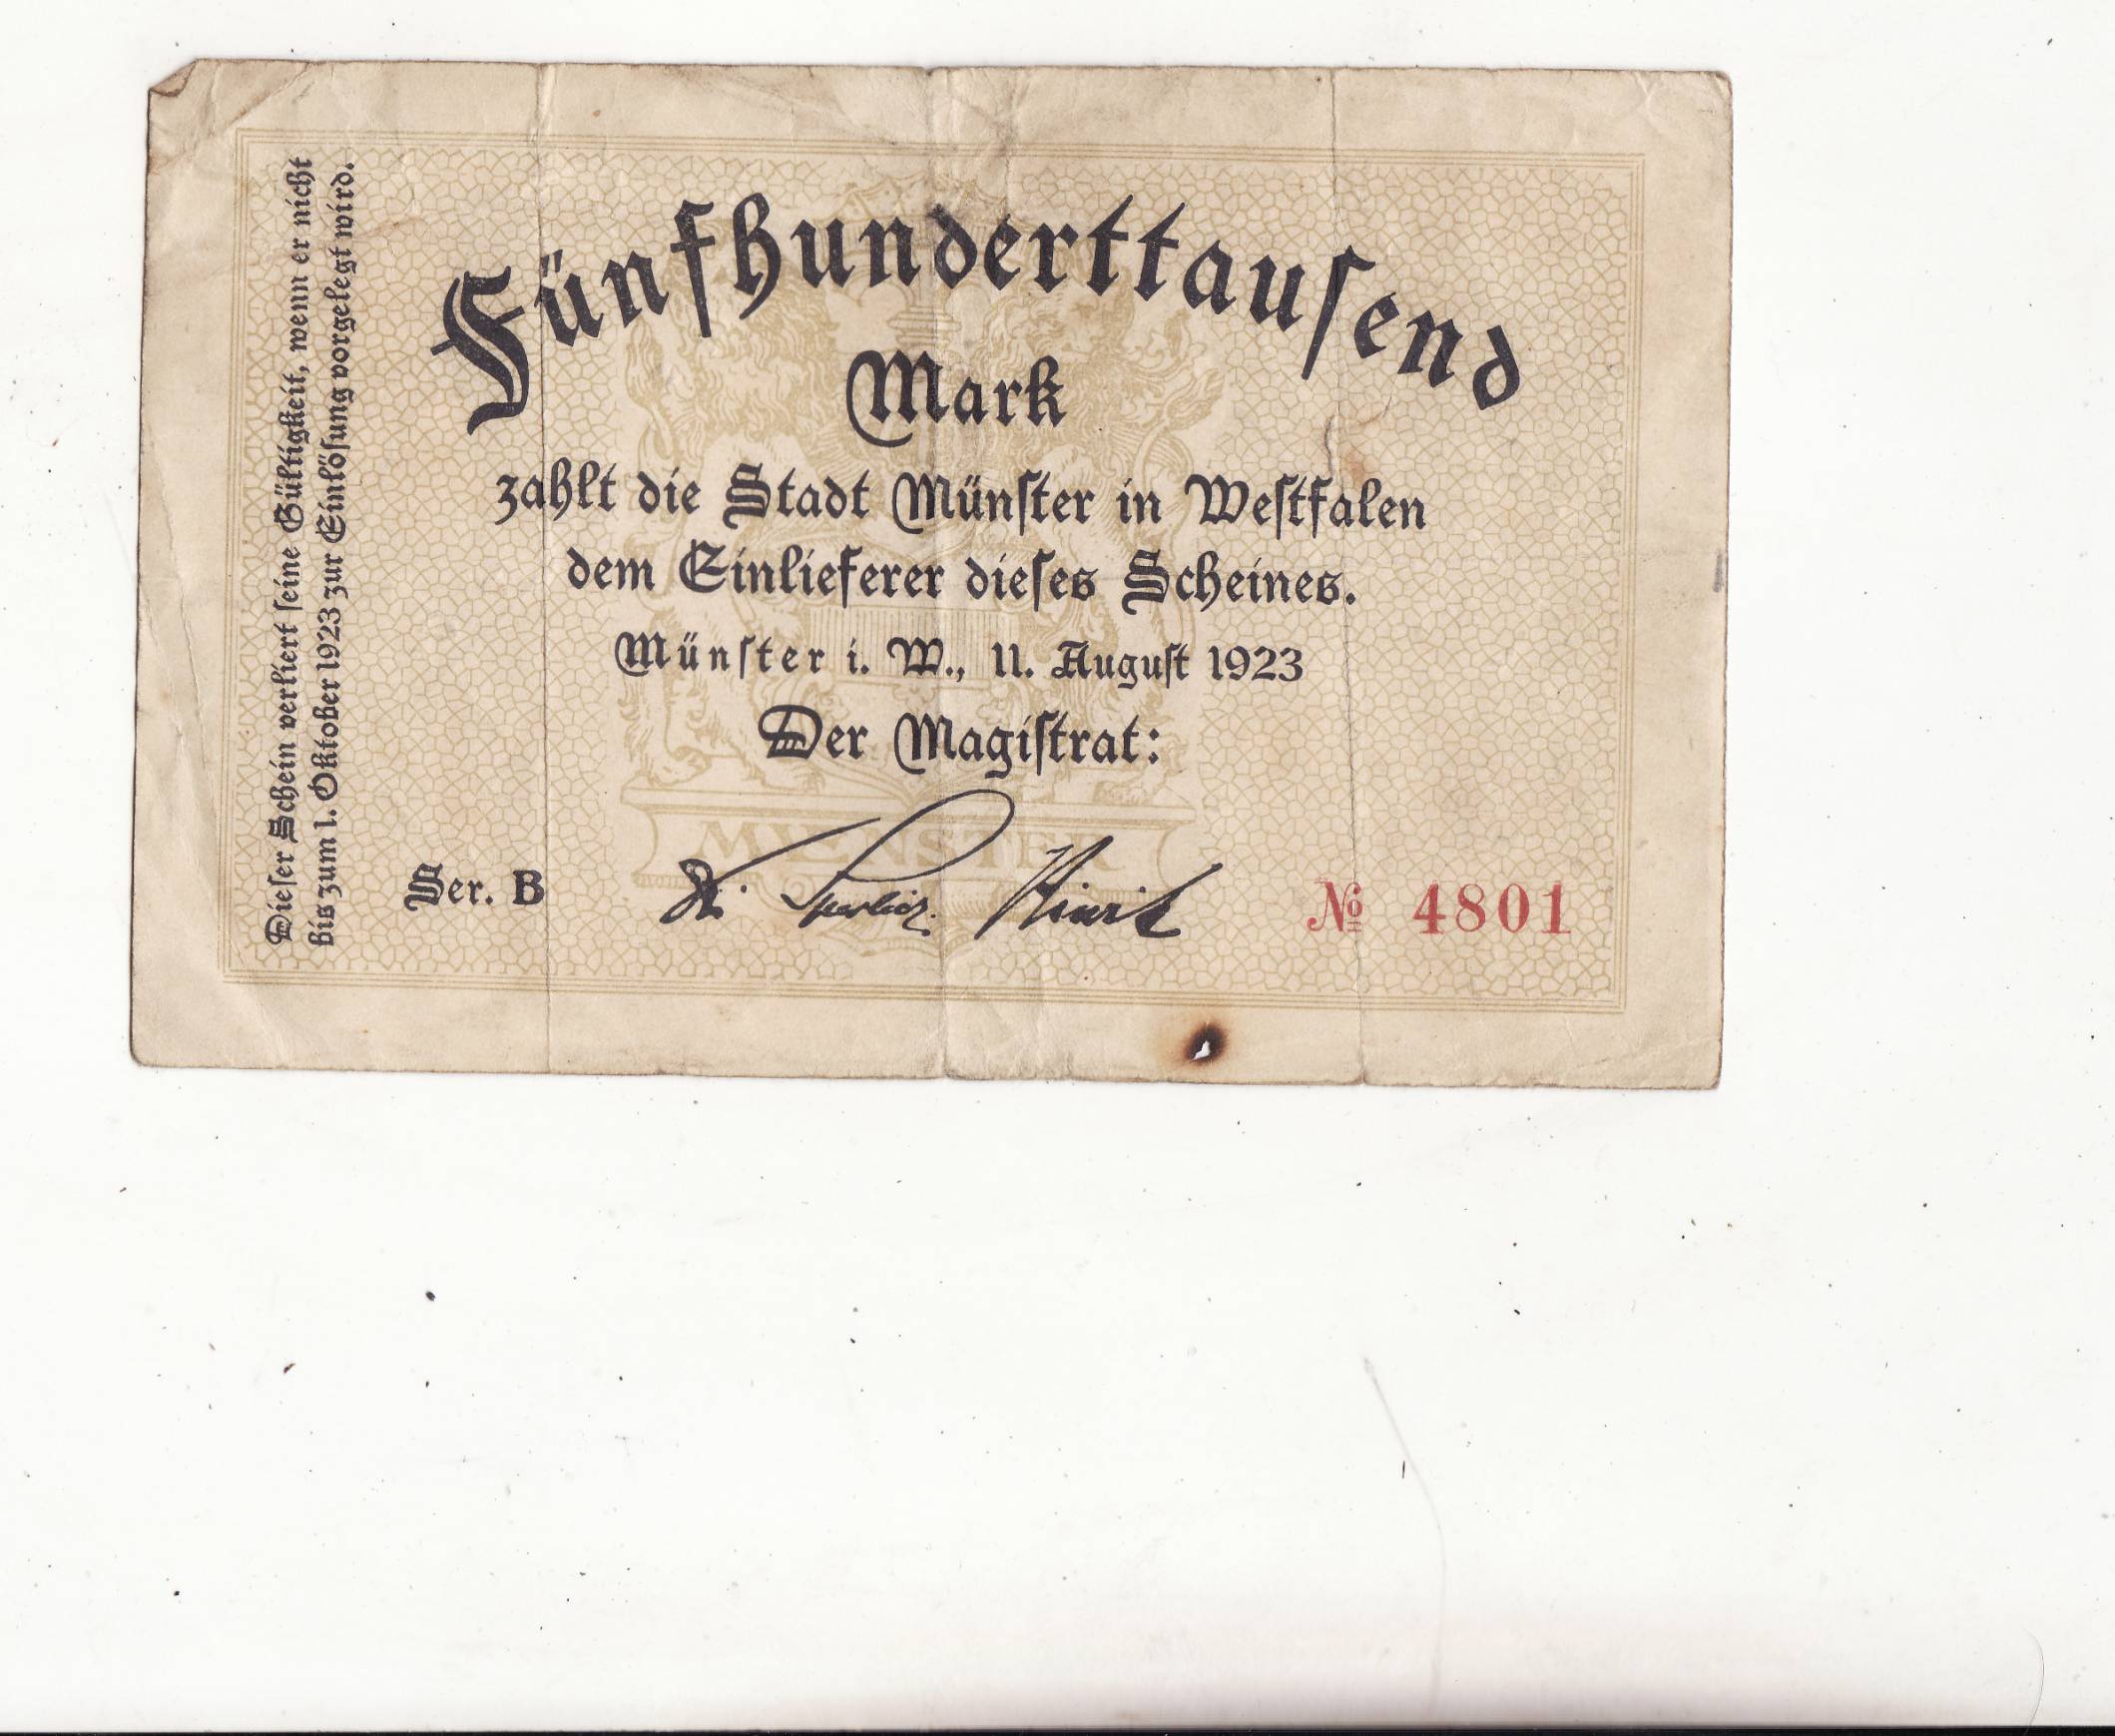 Dieser Schein verliert seine Gültigkeit, wenn er nicht
bis zum 1. Oktober 1923 zur Einlösung vorgelegt wird.
Fünfhunderttausend
Mark
zahlt die Stadt Münster in Westfalen
dem Einlieferer dieses Scheines.
Münster i. W., 11. August 1923
Der Magistrat:
MÜNSTER
Ser. B
№ 4801